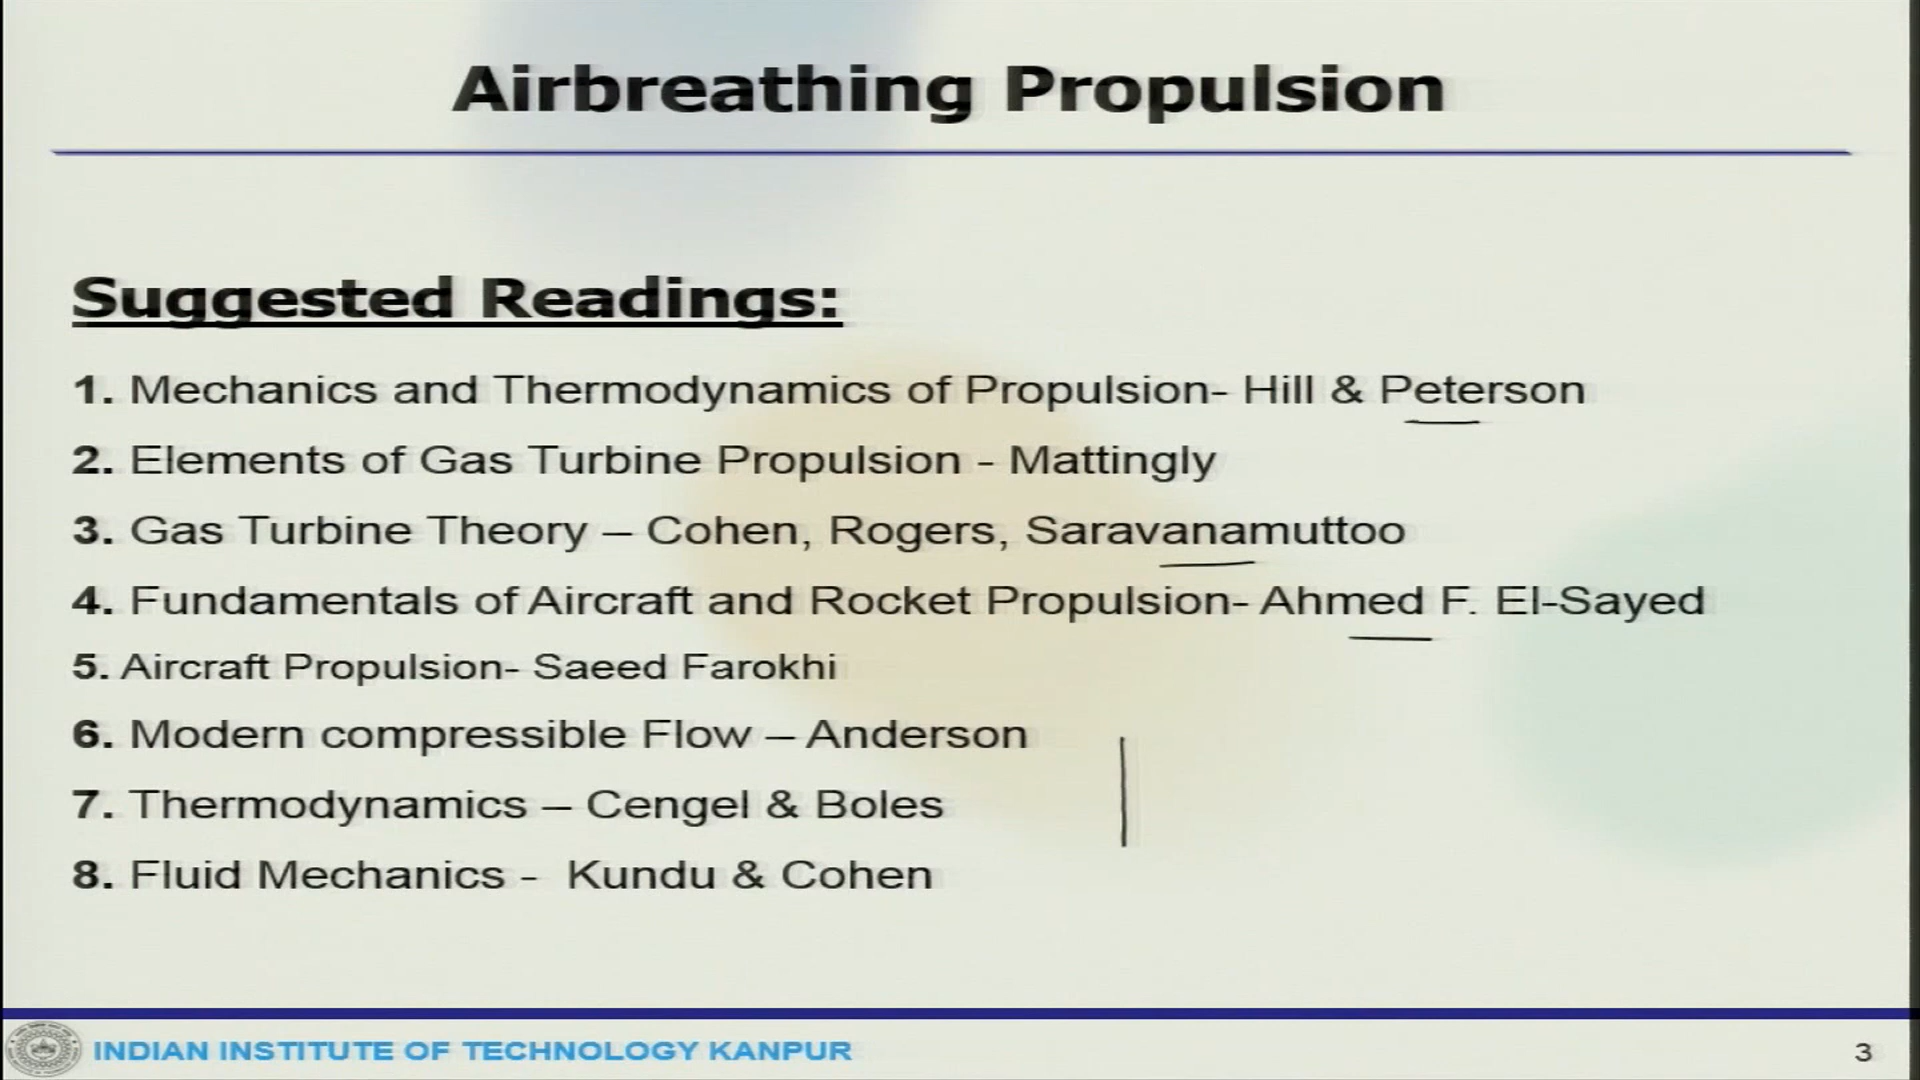 Airbreathing Propulsion
Suggested Readings:
1. Mechanics and Thermodynamics of Propulsion- Hill & Peterson
2. Elements of Gas Turbine Propulsion - Mattingly
3. Gas Turbine Theory – Cohen, Rogers, Saravanamuttoo
4. Fundamentals of Aircraft and Rocket Propulsion- Ahmed F. El-Sayed
5. Aircraft Propulsion- Saeed Farokhi
6. Modern compressible Flow – Anderson
7. Thermodynamics – Cengel & Boles
8. Fluid Mechanics - Kundu & Cohen
INDIAN INSTITUTE OF TECHNOLOGY KANPUR
3